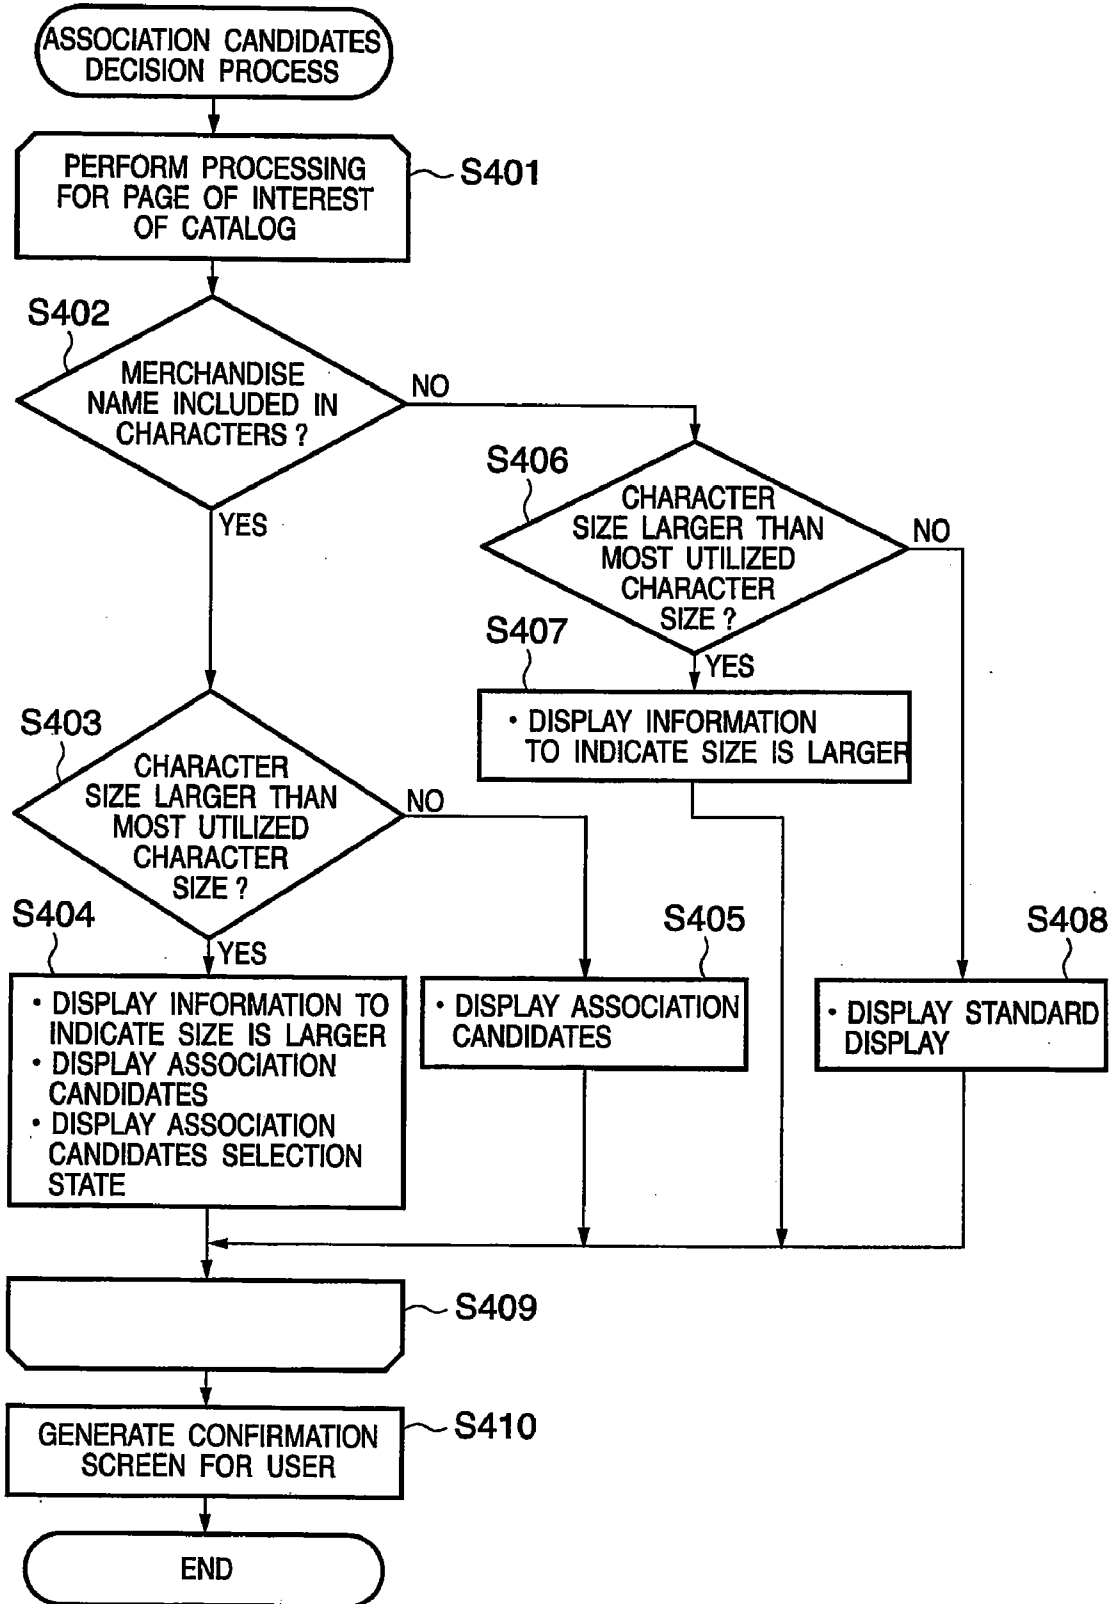 ASSOCIATION CANDIDATES
DECISION PROCESS
PERFORM PROCESSING
FOR PAGE OF INTEREST
OF CATALOG
S401
S402
MERCHANDISE
NAME INCLUDED IN
CHARACTERS ?
NO
YES
S406
CHARACTER
SIZE LARGER THAN
MOST UTILIZED
CHARACTER
SIZE ?
NO
YES
S407
• DISPLAY INFORMATION
TO INDICATE SIZE IS LARGER
S403
CHARACTER
SIZE LARGER THAN
MOST UTILIZED
CHARACTER
SIZE ?
NO
YES
S404
• DISPLAY INFORMATION TO
INDICATE SIZE IS LARGER
• DISPLAY ASSOCIATION
CANDIDATES
• DISPLAY ASSOCIATION
CANDIDATES SELECTION
STATE
S405
• DISPLAY ASSOCIATION
CANDIDATES
S408
• DISPLAY STANDARD
DISPLAY
S409
GENERATE CONFIRMATION
SCREEN FOR USER
S410
END